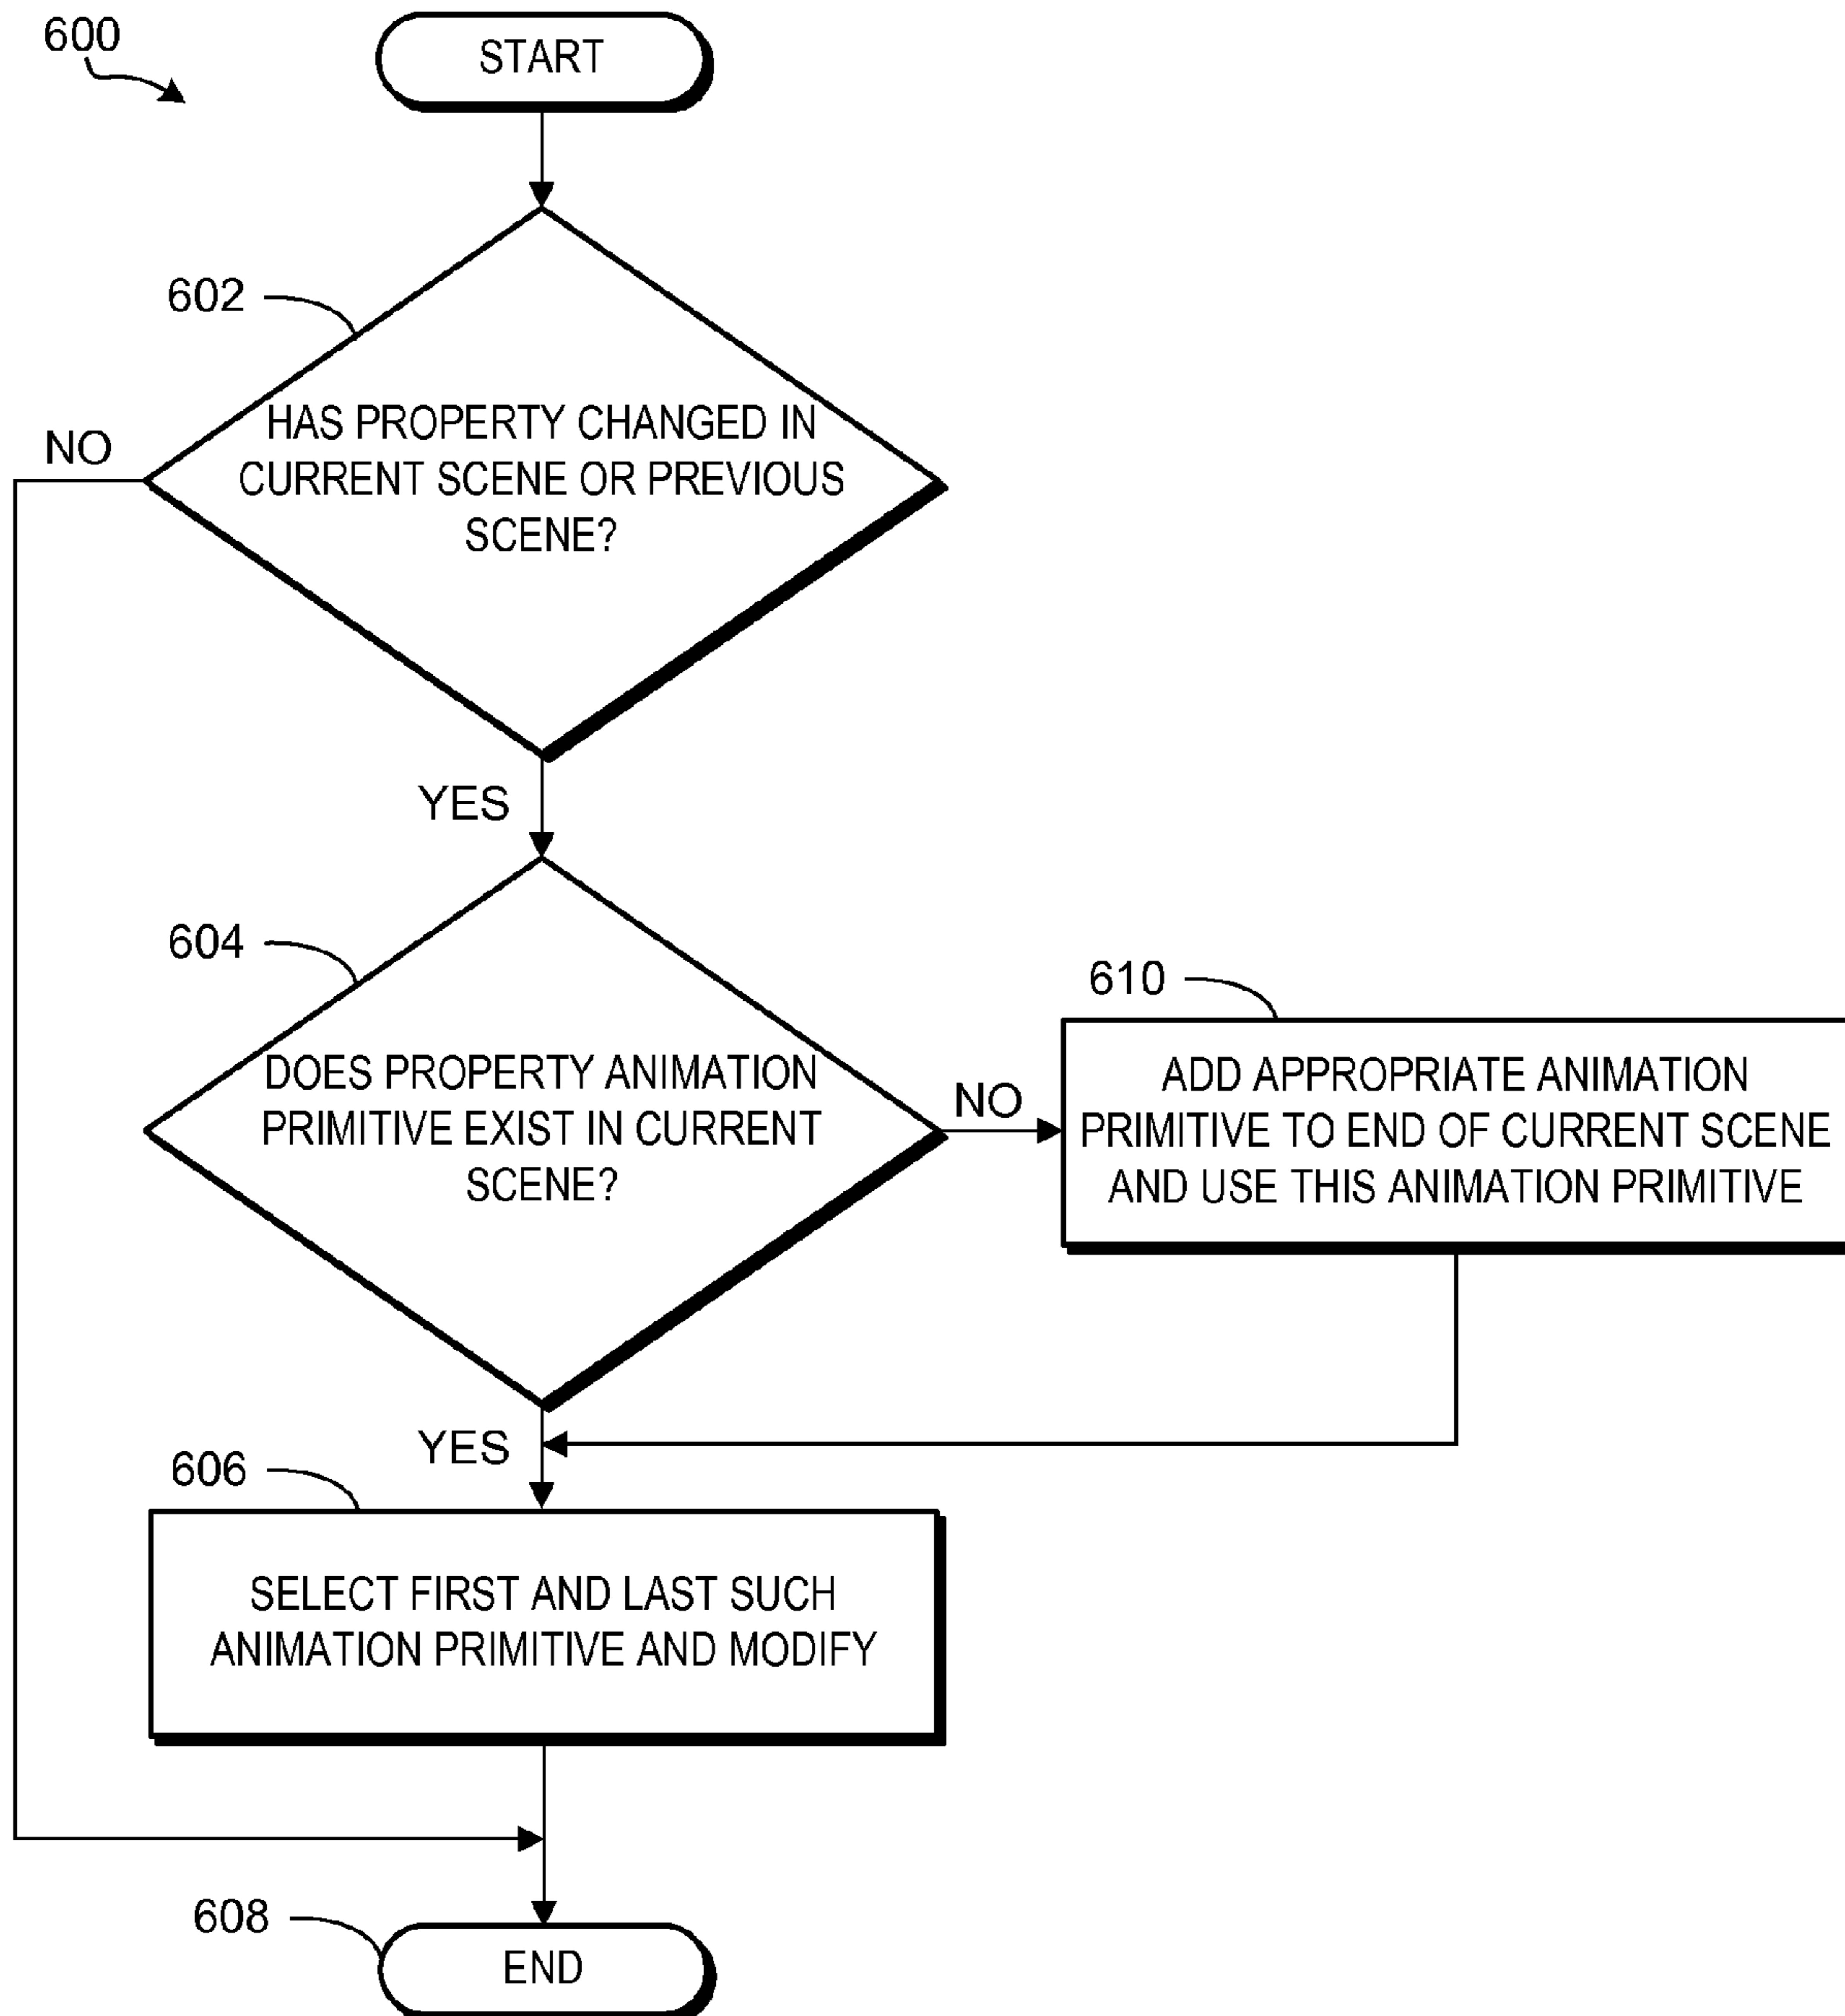 600
START
602
HAS PROPERTY CHANGED IN
CURRENT SCENE OR PREVIOUS
SCENE?
NO
YES
604
DOES PROPERTY ANIMATION
PRIMITIVE EXIST IN CURRENT
SCENE?
NO
610
ADD APPROPRIATE ANIMATION
PRIMITIVE TO END OF CURRENT SCENE
AND USE THIS ANIMATION PRIMITIVE
YES
606
SELECT FIRST AND LAST SUCH
ANIMATION PRIMITIVE AND MODIFY
608
END